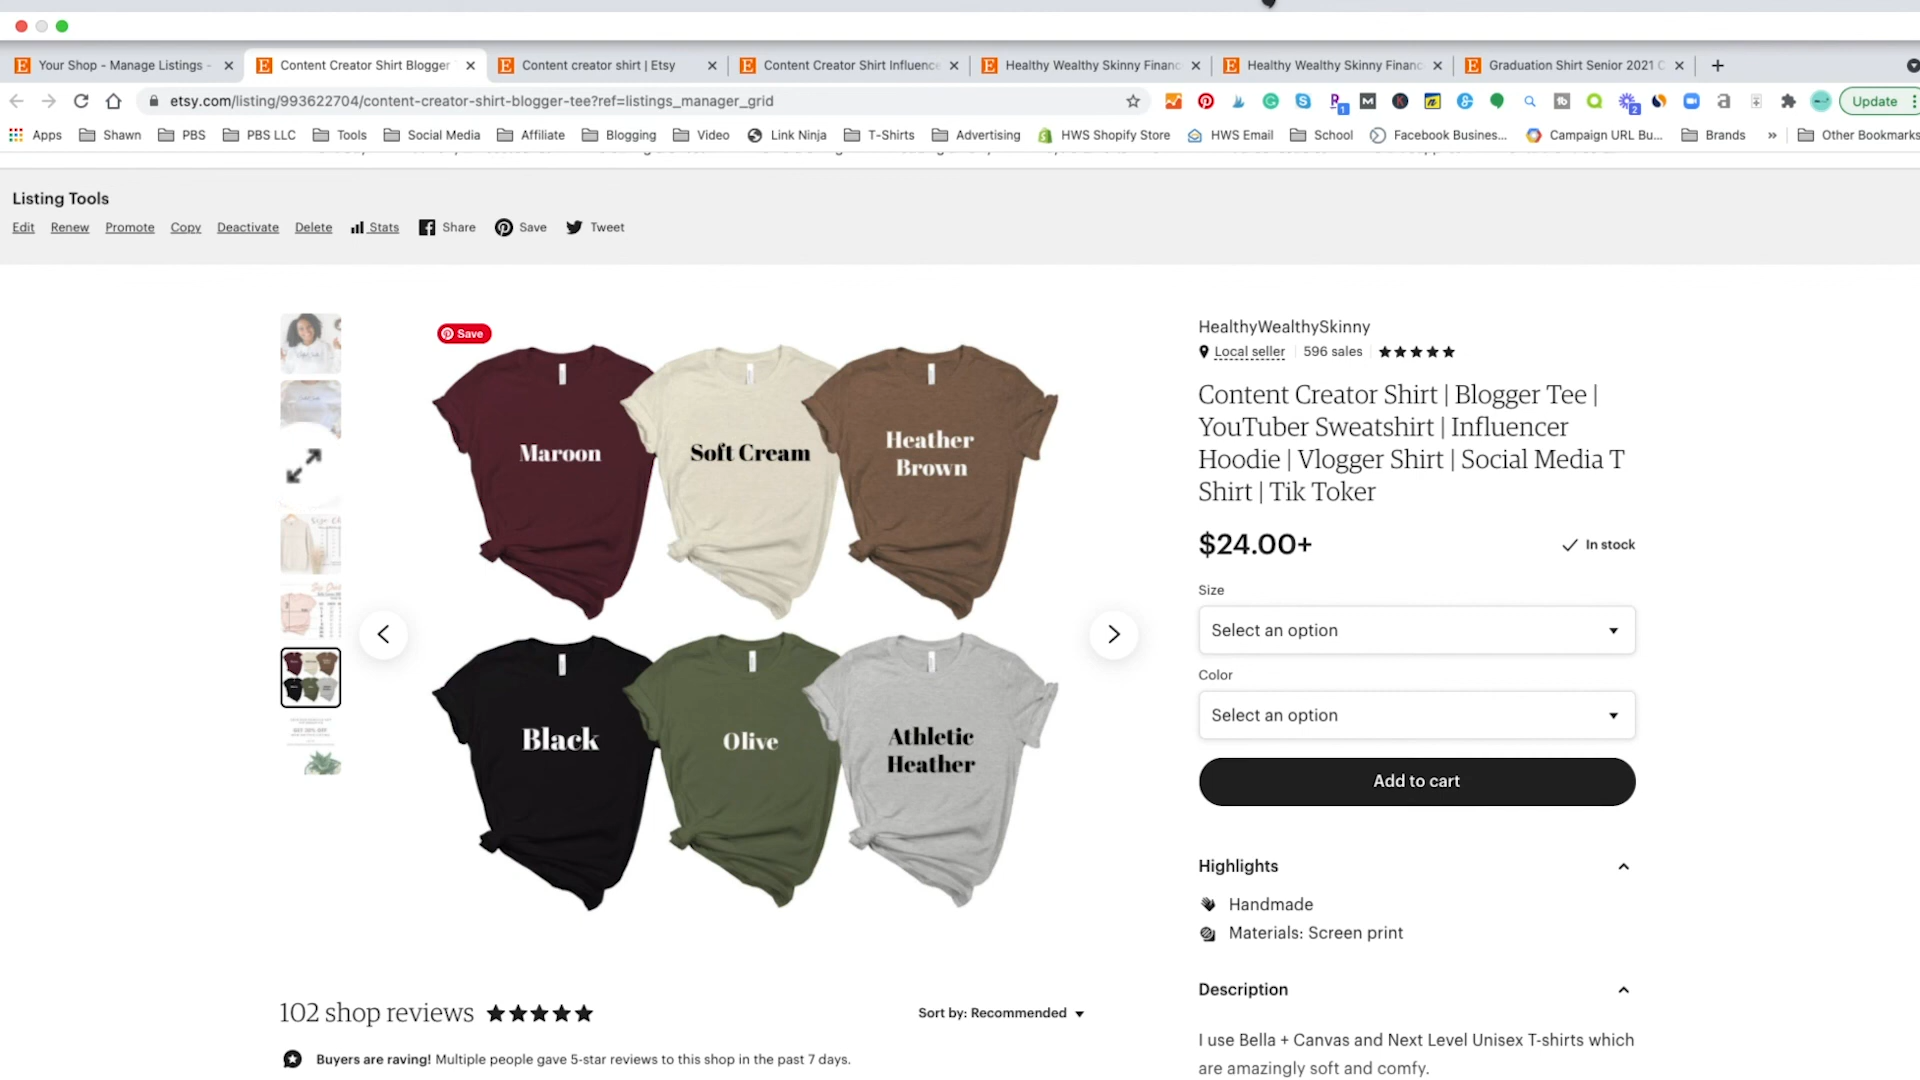 Your Shop - Manage Listings -
Content Creator Shirt Blogger
Content creator shirt | Etsy
Content Creator Shirt Influence
Healthy Wealthy Skinny Financ
Healthy Wealthy Skinny Financ
Graduation Shirt Senior 2021 C
etsy.com/listing/993622704/content-creator-shirt-blogger-tee?ref=listings_manager_grid
Update
Apps
Shawn
PBS
PBS LLC
Tools
Social Media
Affiliate
Blogging
Video
Link Ninja
T-Shirts
Advertising
HWS Shopify Store
HWS Email
School
Facebook Busines...
Campaign URL Bu...
Brands
Other Bookmarks
Listing Tools
Edit
Renew
Promote
Copy
Deactivate
Delete
Stats
Share
Save
Tweet
Save
Maroon
Soft Cream
Heather
Brown
Black
Olive
Athletic
Heather
HealthyWealthySkinny
Local seller
596 sales
Content Creator Shirt | Blogger Tee |
YouTuber Sweatshirt | Influencer
Hoodie | Vlogger Shirt | Social Media T
Shirt | Tik Toker
$24.00+
In stock
Size
Select an option
Color
Select an option
Add to cart
Highlights
Handmade
Materials: Screen print
Description
I use Bella + Canvas and Next Level Unisex T-shirts which
are amazingly soft and comfy.
102 shop reviews
Sort by: Recommended
Buyers are raving! Multiple people gave 5-star reviews to this shop in the past 7 days.